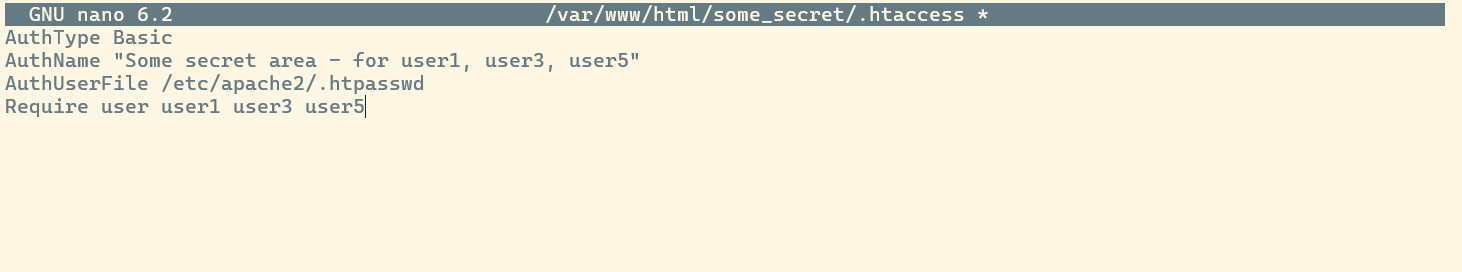 GNU nano 6.2 /var/www/html/some_secret/.htaccess *
AuthType Basic
AuthName "Some secret area - for user1, user3, user5"
AuthUserFile /etc/apache2/.htpasswd
Require user user1 user3 user5